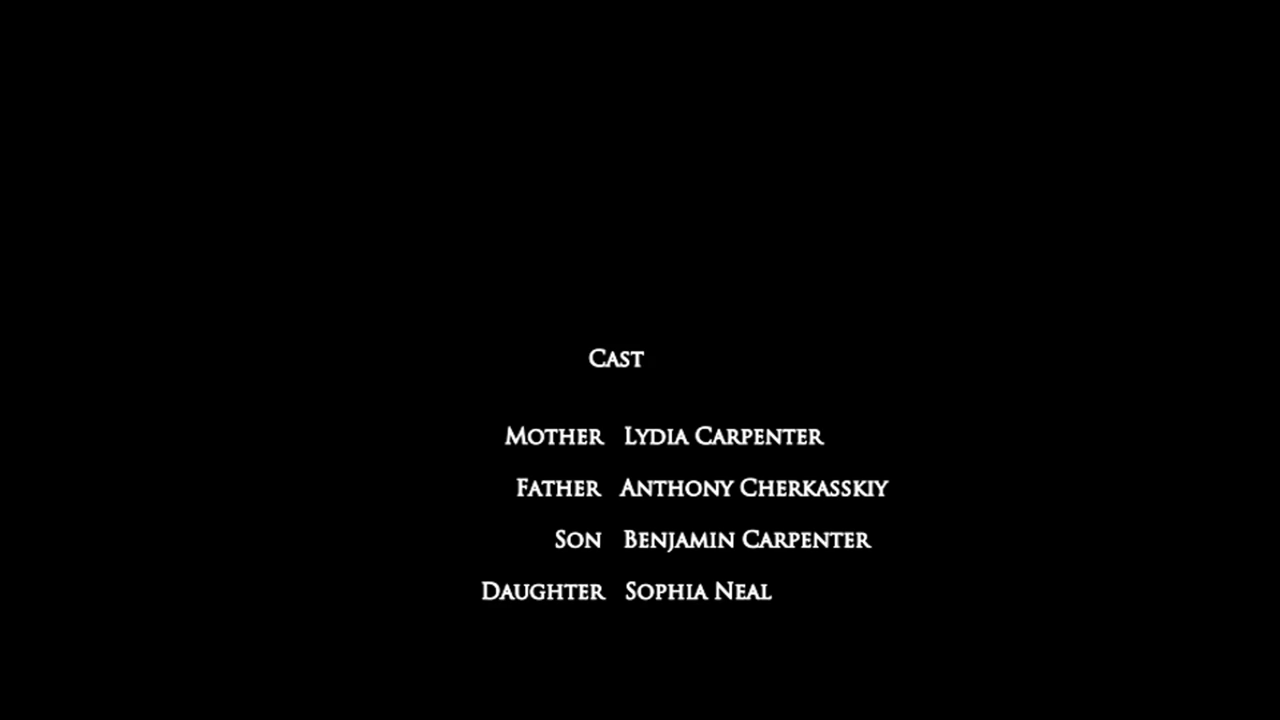 Cast
Mother Lydia Carpenter
Father Anthony Cherkasskiy
Son Benjamin Carpenter
Daughter Sophia Neal